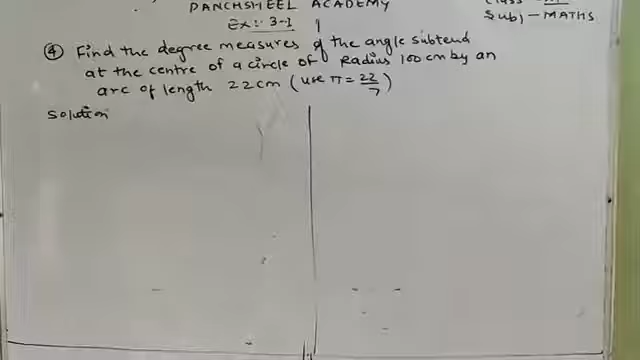 PANCHSHEEL ACADEMY
Ex:- 3-1
Subj - MATHS
④ Find the degree measures of the angle subtend
at the centre of a circle of Radius 100 cm by an
arc of length 22 cm (use π = 22/7)
Solution